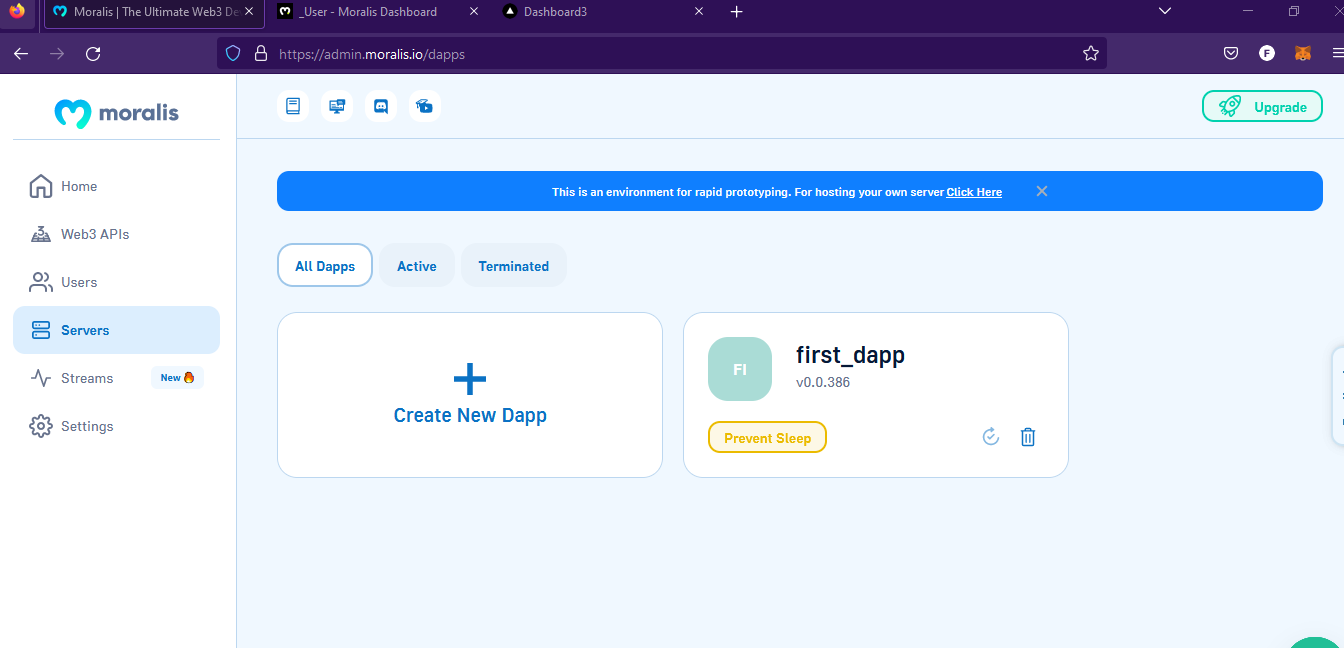 Moralis | The Ultimate Web3 De
_User - Moralis Dashboard
Dashboard3
https://admin.moralis.io/dapps
F
moralis
Upgrade
Home
This is an environment for rapid prototyping. For hosting your own server Click Here
Web3 APIs
All Dapps
Active
Terminated
Users
Servers
Streams
New
Settings
Create New Dapp
FI
first_dapp
v0.0.386
Prevent Sleep